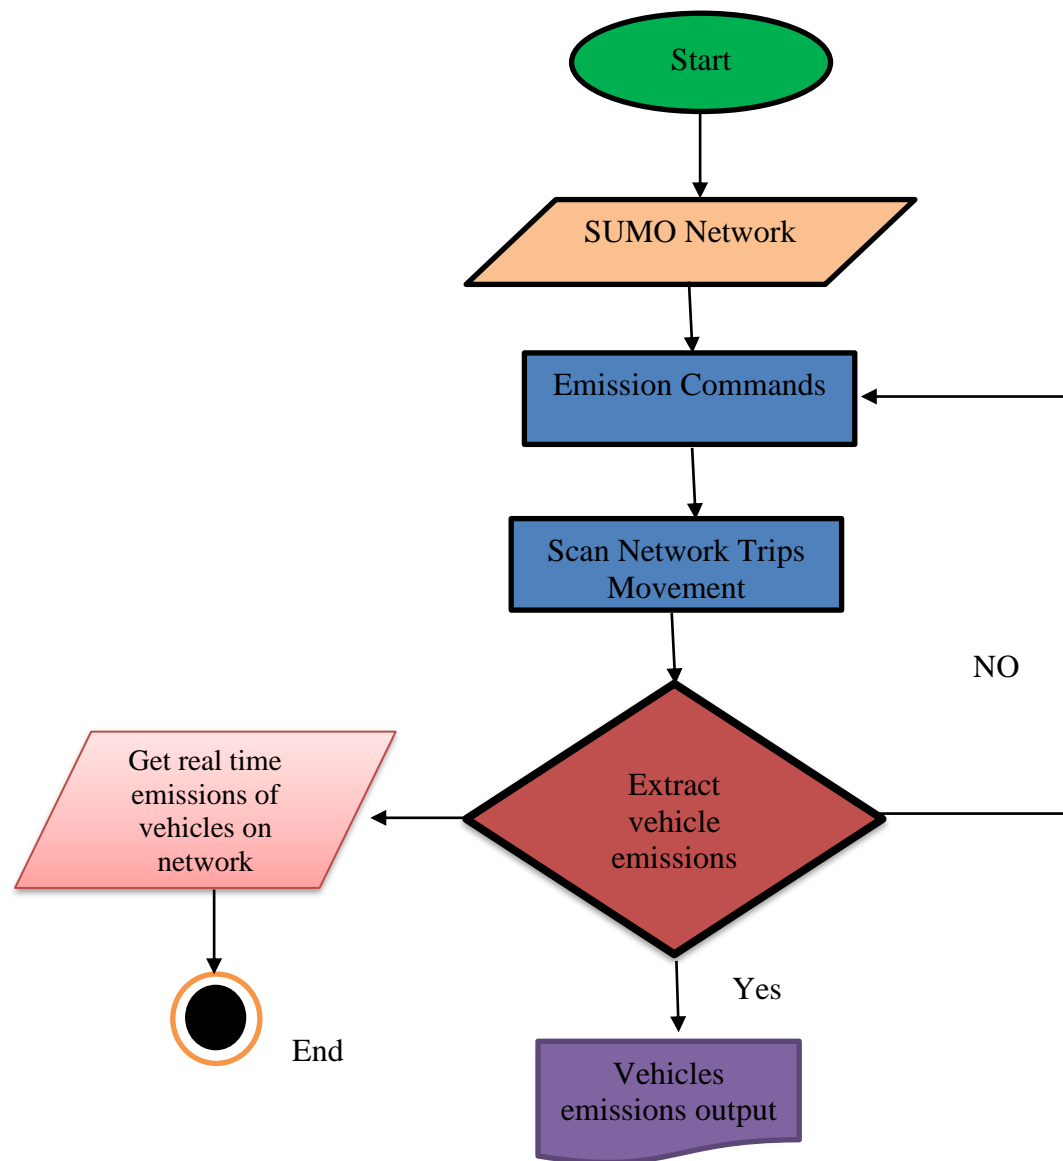 Start
SUMO Network
Emission Commands
Scan Network Trips
Movement
NO
Get real time
emissions of
vehicles on
network
Extract
vehicle
emissions
Yes
End
Vehicles
emissions output